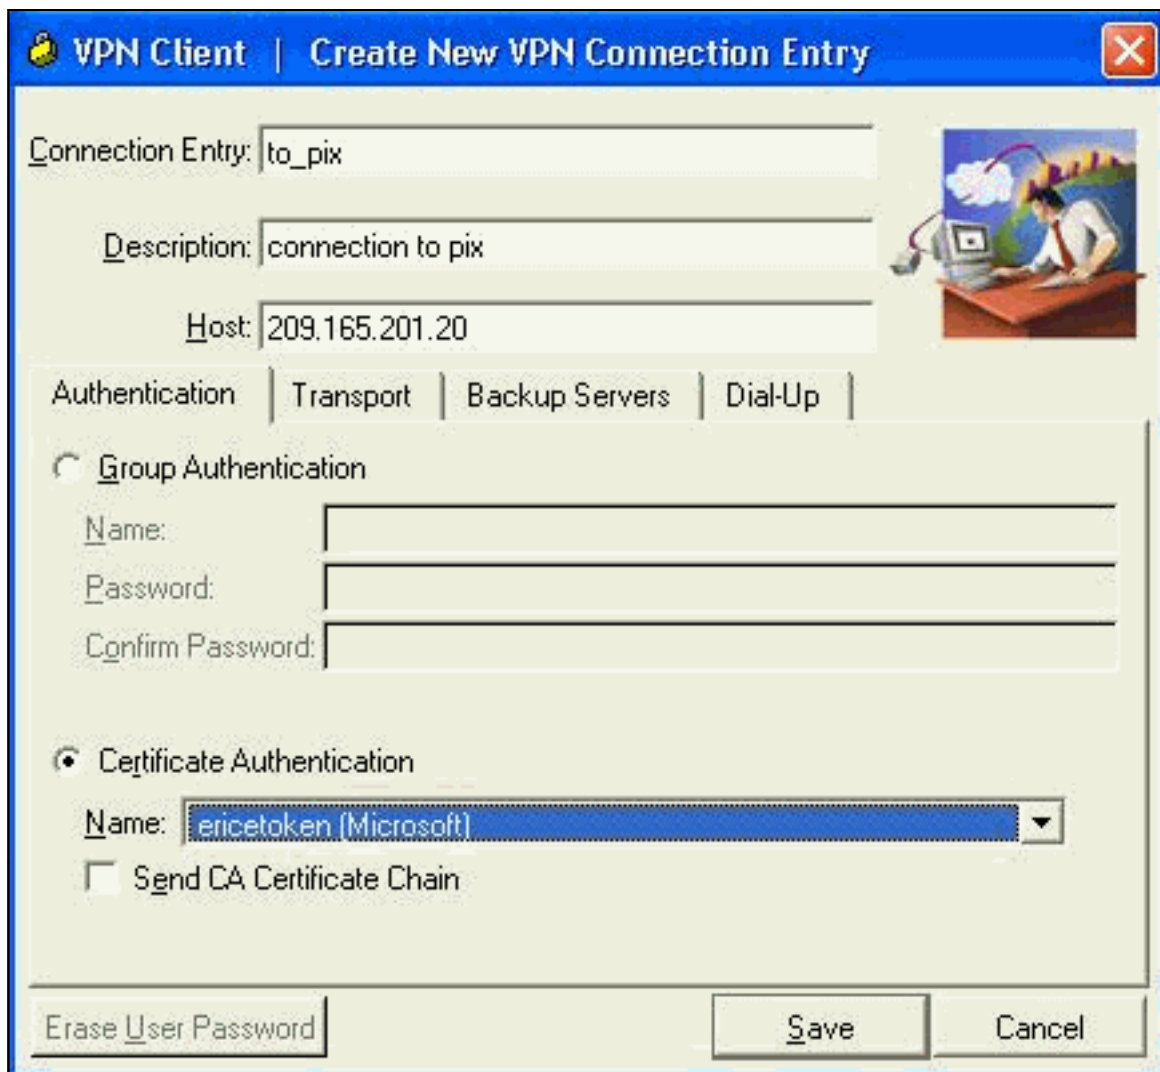 VPN Client | Create New VPN Connection Entry
Connection Entry: to_pix
Description: connection to pix
Host: 209.165.201.20
Authentication Transport Backup Servers Dial-Up
Group Authentication
Name:
Password:
Confirm Password:
Certificate Authentication
Name: ericetoken (Microsoft)
Send CA Certificate Chain
Erase User Password Save Cancel